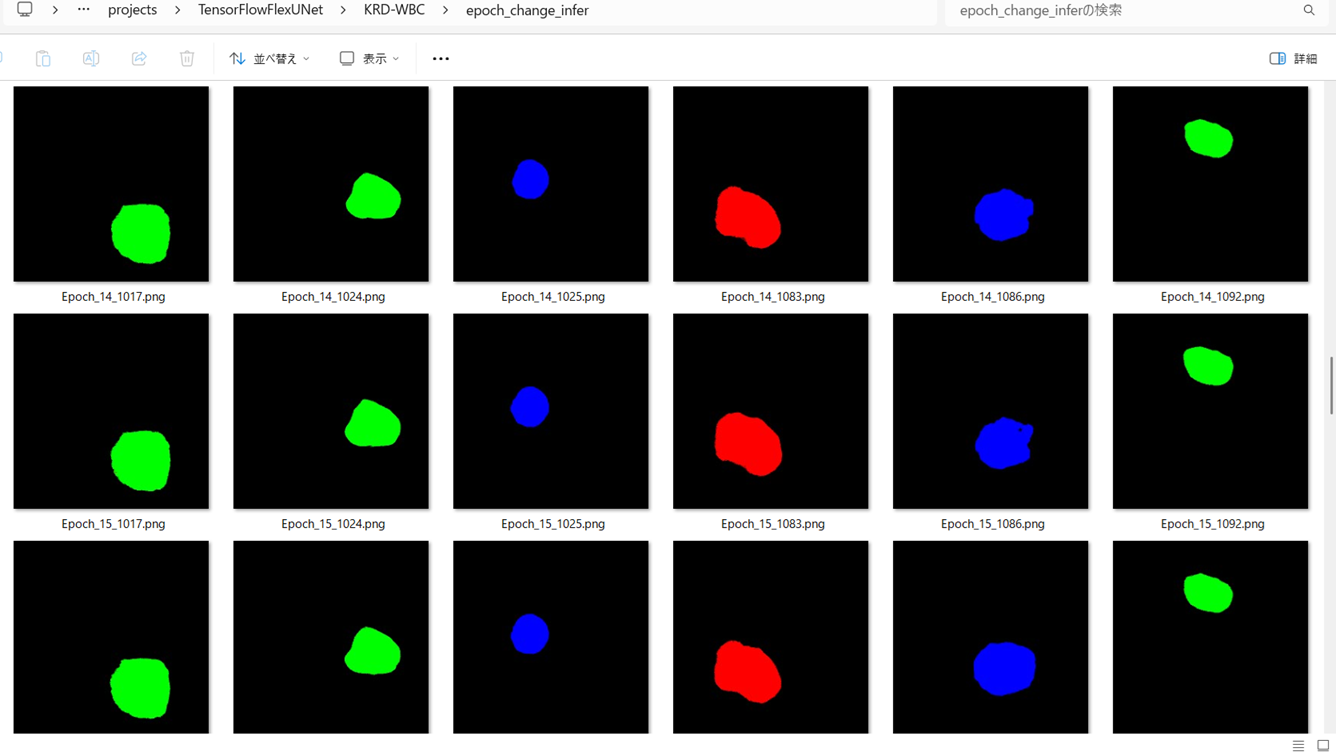 projects > TensorFlowFlexUNet > KRD-WBC > epoch_change_infer
epoch_change_inferの検索
並べ替え 表示 詳細
Epoch_14_1017.png Epoch_14_1024.png Epoch_14_1025.png Epoch_14_1083.png Epoch_14_1086.png Epoch_14_1092.png
Epoch_15_1017.png Epoch_15_1024.png Epoch_15_1025.png Epoch_15_1083.png Epoch_15_1086.png Epoch_15_1092.png